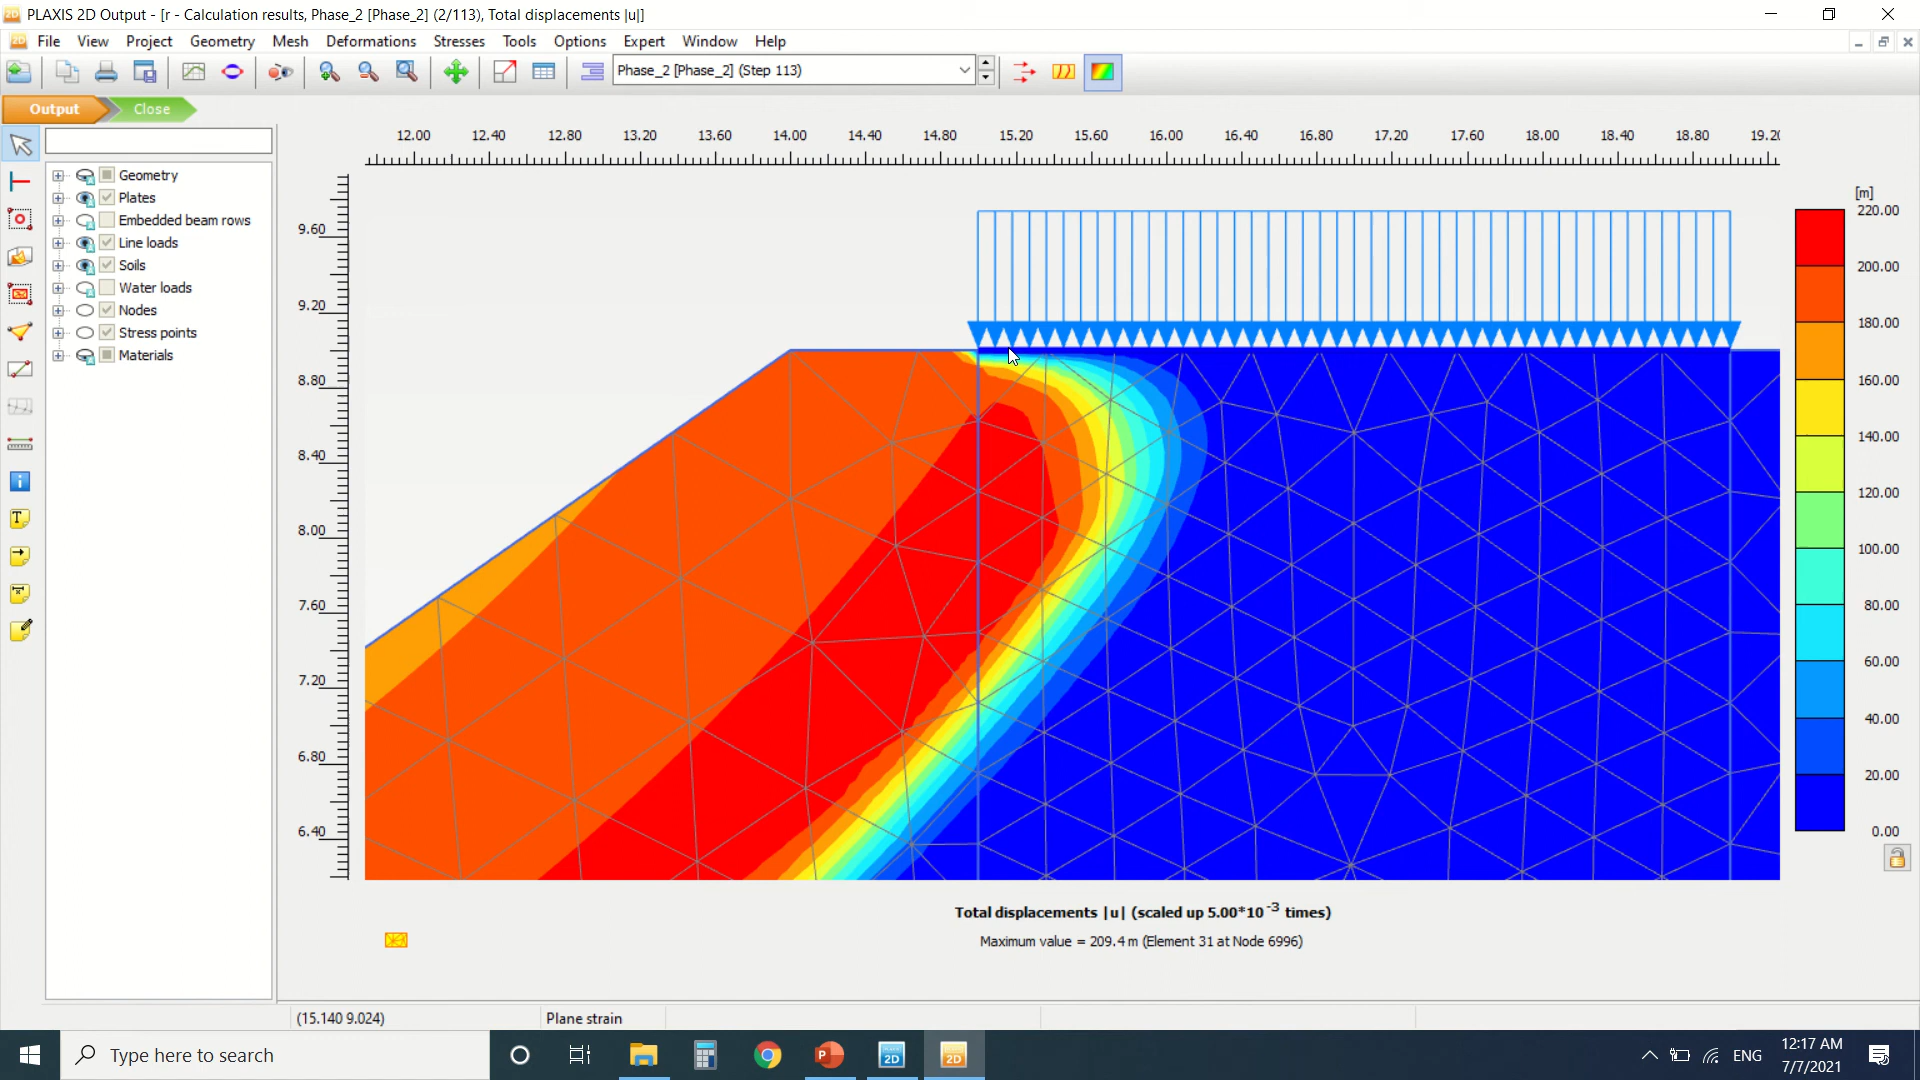 PLAXIS 2D Output - [r - Calculation results, Phase_2 [Phase_2] (2/113), Total displacements |u|]
File View Project Geometry Mesh Deformations Stresses Tools Options Expert Window Help
Phase_2 [Phase_2] (Step 113)
Output Close
12.00 12.40 12.80 13.20 13.60 14.00 14.40 14.80 15.20 15.60 16.00 16.40 16.80 17.20 17.60 18.00 18.40 18.80 19.20
Geometry
Plates
Embedded beam rows
Line loads
Soils
Water loads
Nodes
Stress points
Materials
9.60
9.20
8.80
8.40
8.00
7.60
7.20
6.80
6.40
[m]
220.00
200.00
180.00
160.00
140.00
120.00
100.00
80.00
60.00
40.00
20.00
0.00
Total displacements |u| (scaled up 5.00*10 -3 times)
Maximum value = 209.4 m (Element 31 at Node 6996)
(15.140 9.024) Plane strain
Type here to search
2D
2D
ENG
12:17 AM
7/7/2021